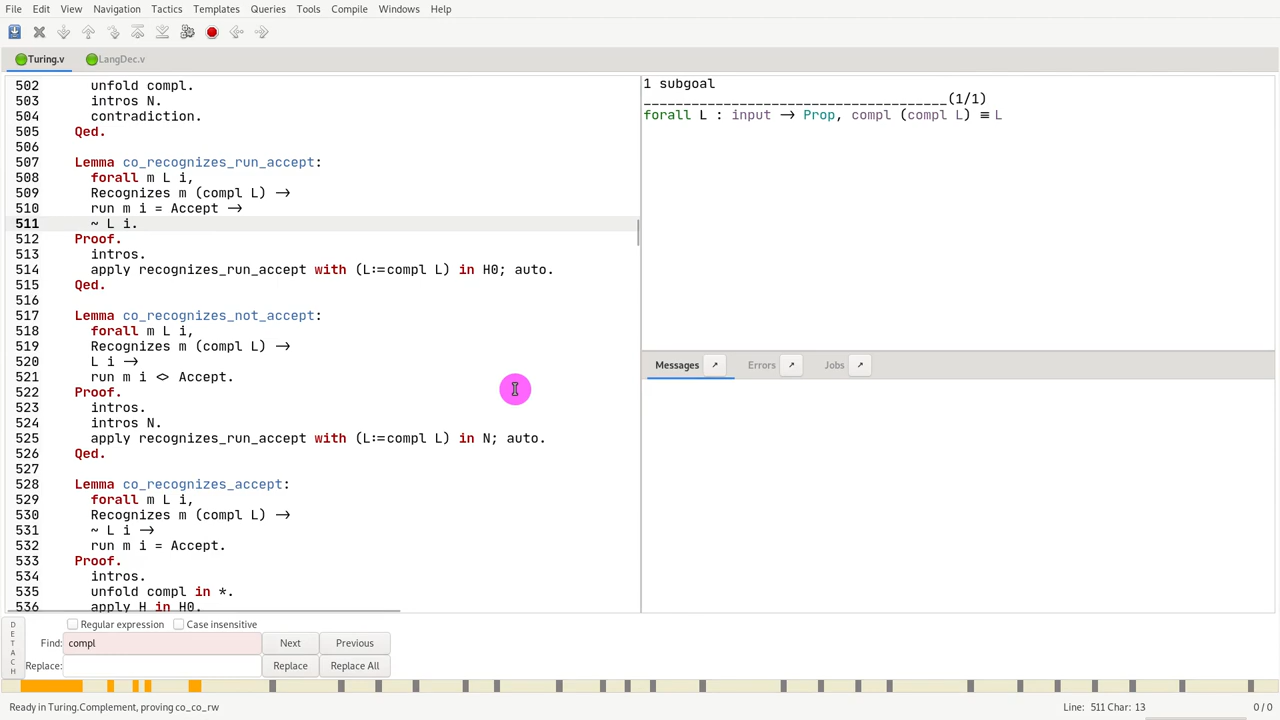 File Edit View Navigation Tactics Templates Queries Tools Compile Windows Help
Turing.v LangDec.v
502 unfold compl.
503 intros N.
504 contradiction.
505 Qed.
506
507 Lemma co_recognizes_run_accept:
508 forall m L i,
509 Recognizes m (compl L) →
510 run m i = Accept →
511 ~ L i.
512 Proof.
513 intros.
514 apply recognizes_run_accept with (L:=compl L) in H0; auto.
515 Qed.
516
517 Lemma co_recognizes_not_accept:
518 forall m L i,
519 Recognizes m (compl L) →
520 L i →
521 run m i <> Accept.
522 Proof.
523 intros.
524 intros N.
525 apply recognizes_run_accept with (L:=compl L) in N; auto.
526 Qed.
527
528 Lemma co_recognizes_accept:
529 forall m L i,
530 Recognizes m (compl L) →
531 ~ L i →
532 run m i = Accept.
533 Proof.
534 intros.
535 unfold compl in *.
536 apply H in H0.
1 subgoal
______________________________________(1/1)
forall L : input → Prop, compl (compl L) ≡ L
Messages ↗ Errors ↗ Jobs ↗
DETACH
Regular expression Case insensitive
Find: compl Next Previous
Replace: Replace Replace All
Ready in Turing.Complement, proving co_co_rw Line: 511 Char: 13 0 / 0